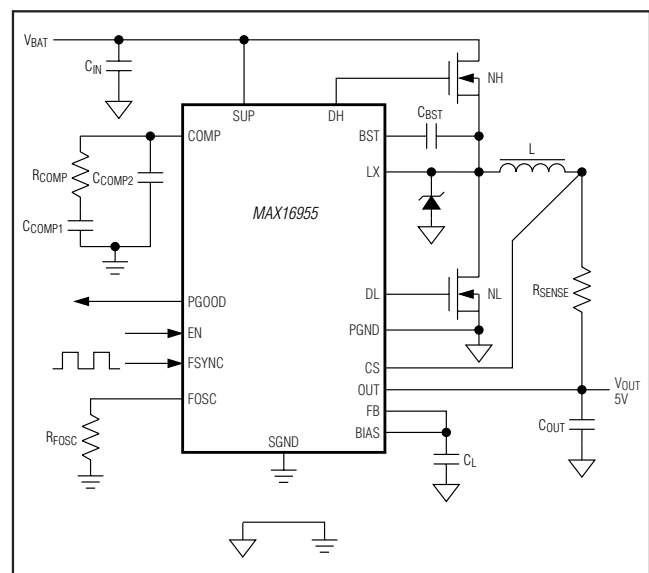 VBAT
CIN
NH
SUP
DH
CBST
COMP
BST
L
RCOMP
CCOMP2
LX
CCOMP1
MAX16955
DL
NL
RSENSE
PGOOD
PGND
EN
CS
FSYNC
OUT
VOUT
5V
FOSC
FB
COUT
RFOSC
BIAS
SGND
CL